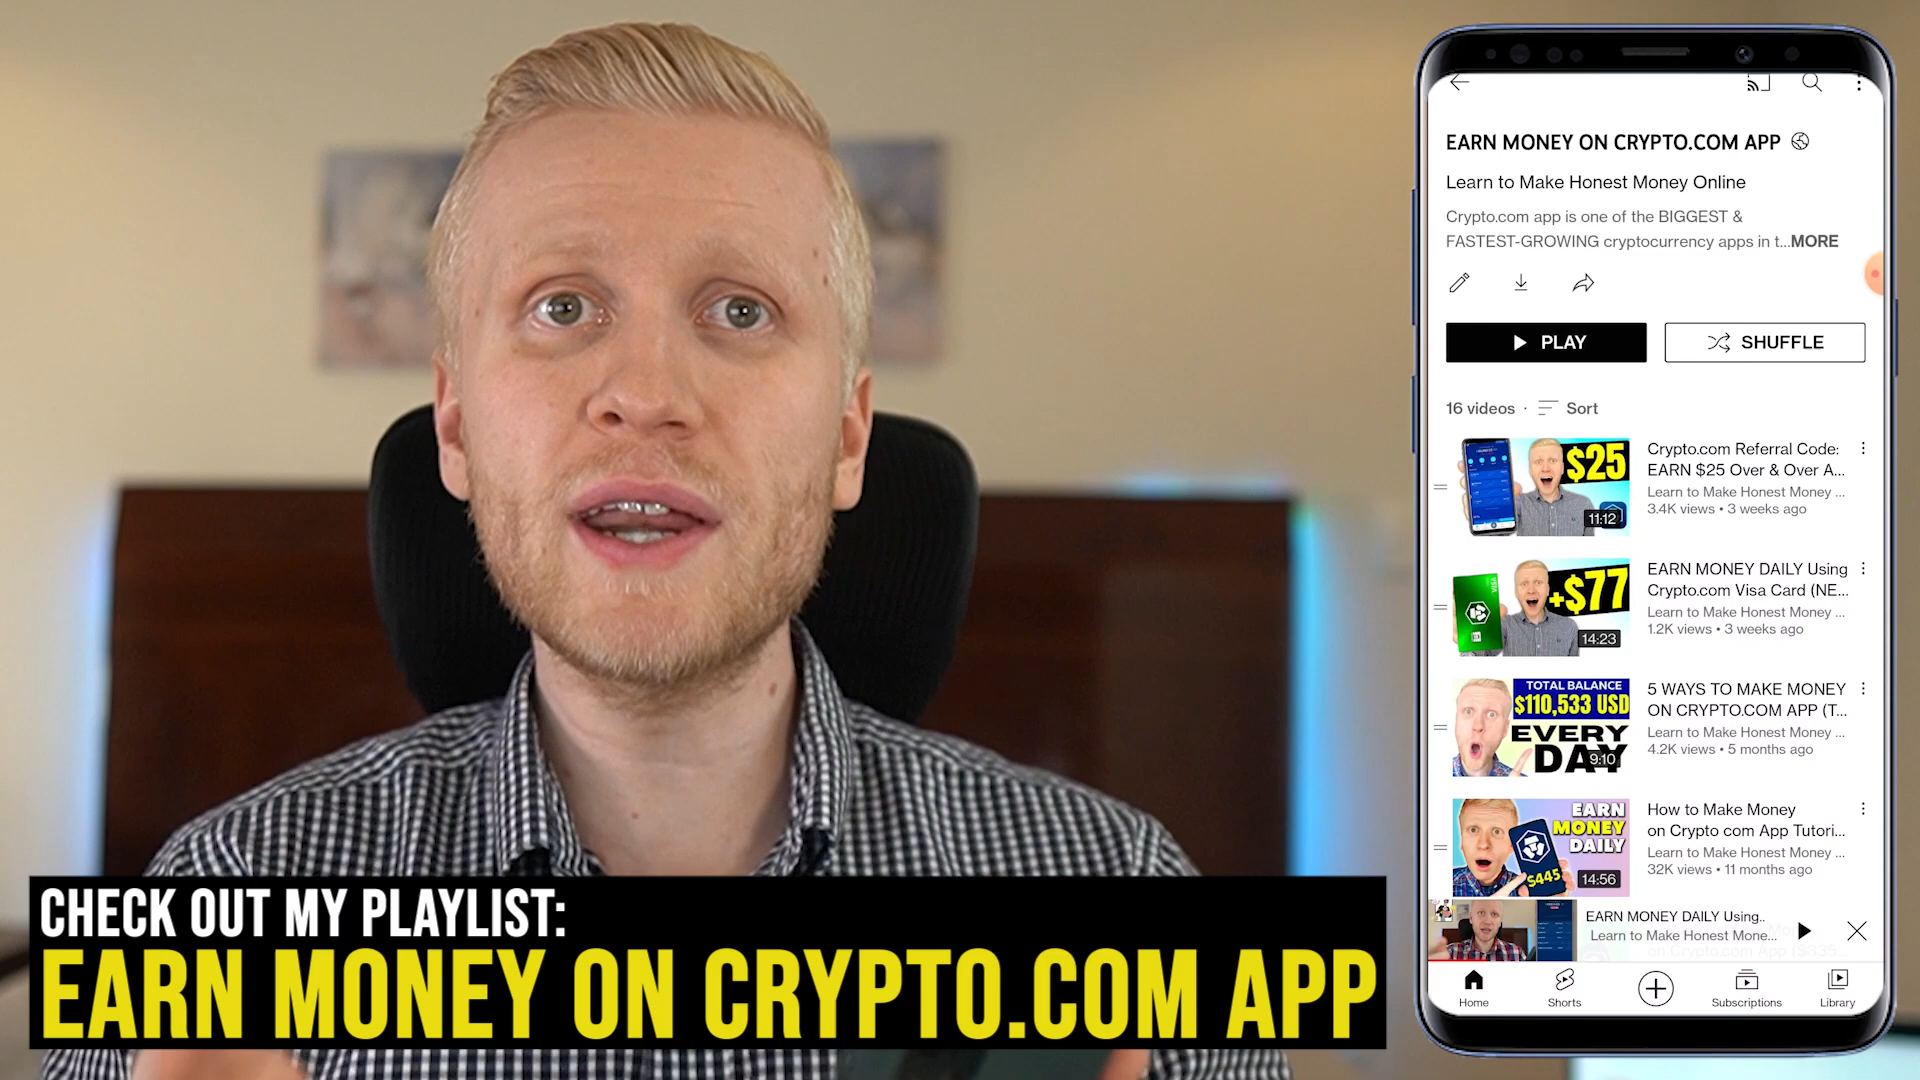 EARN MONEY ON CRYPTO.COM APP
Learn to Make Honest Money Online
Crypto.com app is one of the BIGGEST &
FASTEST-GROWING cryptocurrency apps in t...MORE
PLAY
SHUFFLE
16 videos · Sort
$25
11:12
Crypto.com Referral Code:
EARN $25 Over & Over A...
Learn to Make Honest Money ...
3.4K views • 3 weeks ago
VISA
+$77
14:23
EARN MONEY DAILY Using
Crypto.com Visa Card (NE...
Learn to Make Honest Money ...
1.2K views • 3 weeks ago
TOTAL BALANCE
$110,533 USD
EVERY
DAY
9:10
5 WAYS TO MAKE MONEY
ON CRYPTO.COM APP (T...
Learn to Make Honest Money ...
4.2K views • 5 months ago
EARN
MONEY
DAILY
$445
14:56
How to Make Money
on Crypto com App Tutori...
Learn to Make Honest Money ...
32K views • 11 months ago
EARN MONEY DAILY Using..
Learn to Make Honest Mone...
Home
Shorts
Subscriptions
Library
CHECK OUT MY PLAYLIST:
EARN MONEY ON CRYPTO.COM APP